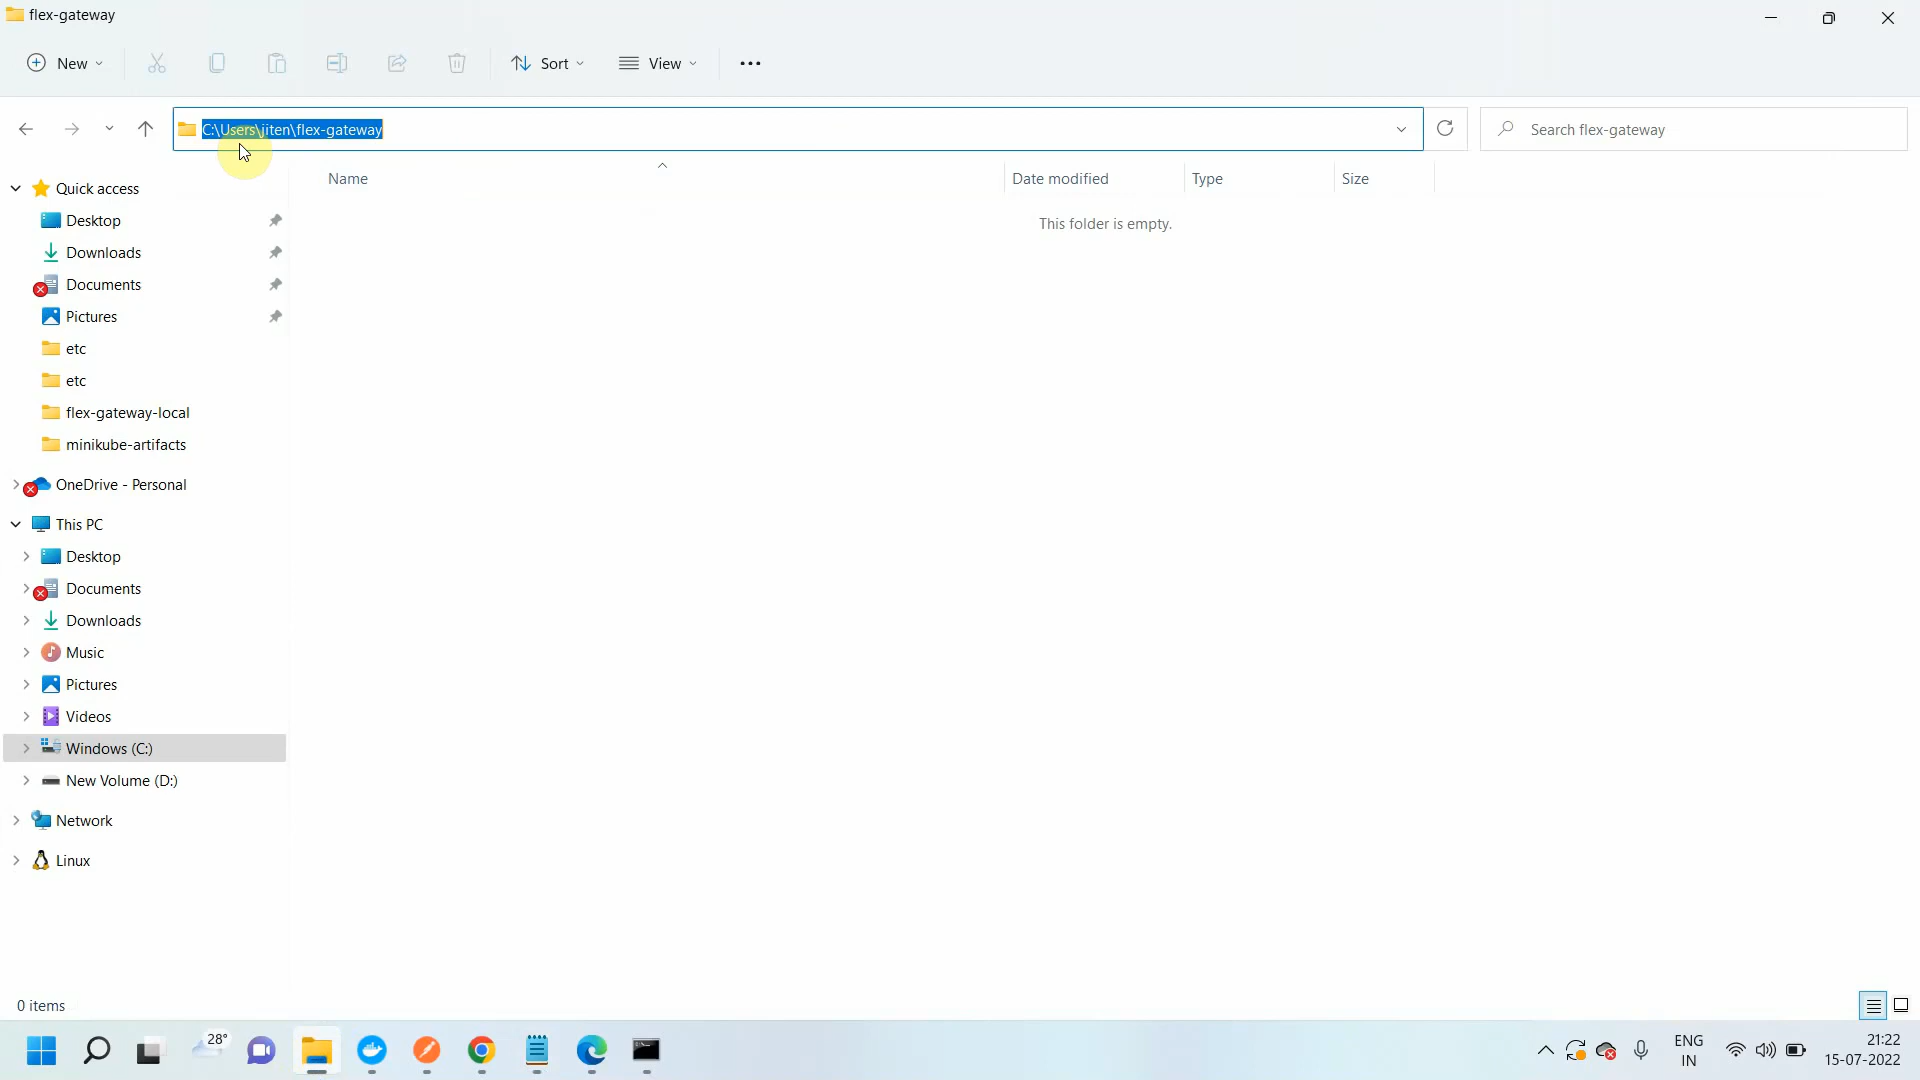 flex-gateway
New
Sort
View
C:\Users\jiten\flex-gateway
Search flex-gateway
Name
Date modified
Type
Size
This folder is empty.
Quick access
Desktop
Downloads
Documents
Pictures
etc
etc
flex-gateway-local
minikube-artifacts
OneDrive - Personal
This PC
Desktop
Documents
Downloads
Music
Pictures
Videos
Windows (C:)
New Volume (D:)
Network
Linux
0 items
28°
ENG
IN
21:22
15-07-2022